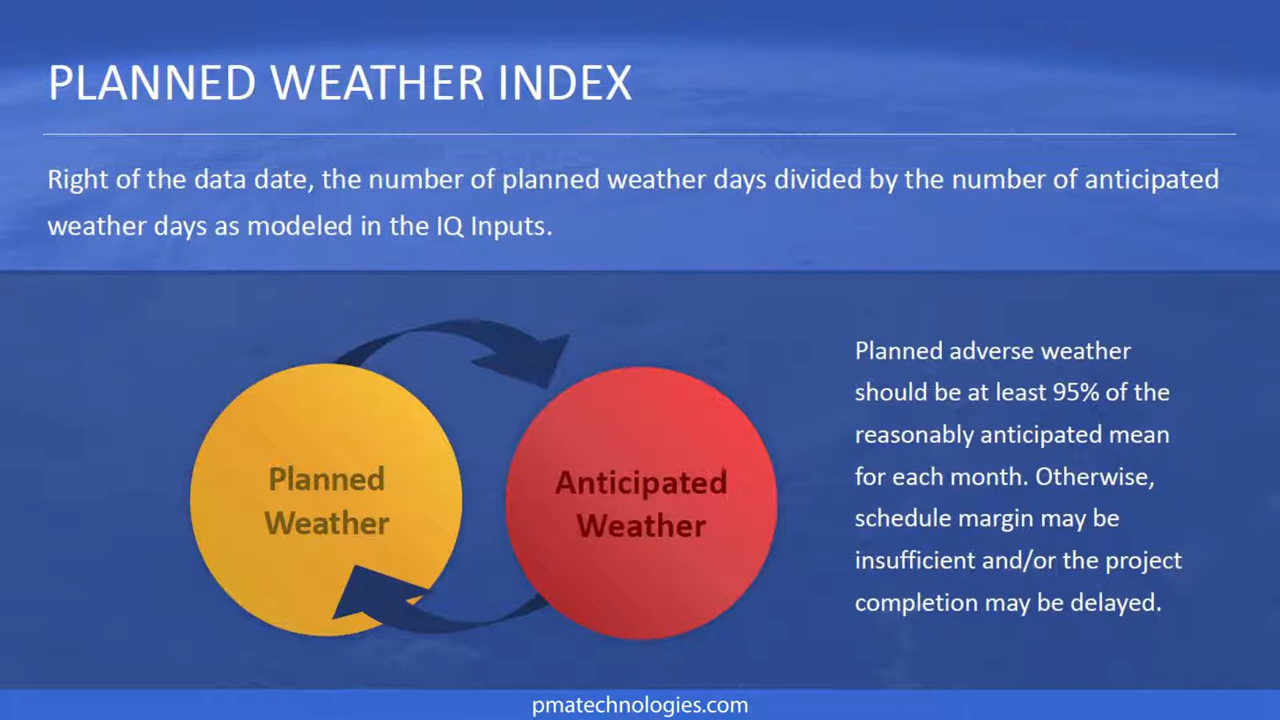 PLANNED WEATHER INDEX
Right of the data date, the number of planned weather days divided by the number of anticipated
weather days as modeled in the IQ Inputs.
Planned
Weather
Anticipated
Weather
Planned adverse weather
should be at least 95% of the
reasonably anticipated mean
for each month. Otherwise,
schedule margin may be
insufficient and/or the project
completion may be delayed.
pmatechnologies.com